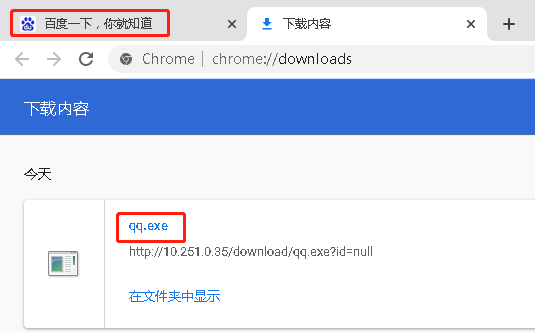 百度一下，你就知道
下载内容
Chrome | chrome://downloads
下载内容
今天
qq.exe
http://10.251.0.35/download/qq.exe?id=null
在文件夹中显示